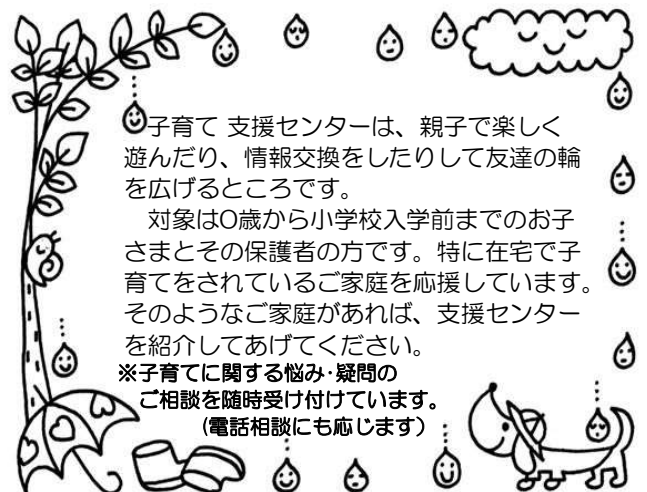 子育て 支援センターは、親子で楽しく
遊んだり、情報交換をしたりして友達の輪
を広げるところです。
　対象は0歳から小学校入学前までのお子
さまとその保護者の方です。特に在宅で子
育てをされているご家庭を応援しています。
そのようなご家庭があれば、支援センター
を紹介してあげてください。
※子育てに関する悩み･疑問の
ご相談を随時受け付けています。
（電話相談にも応じます）